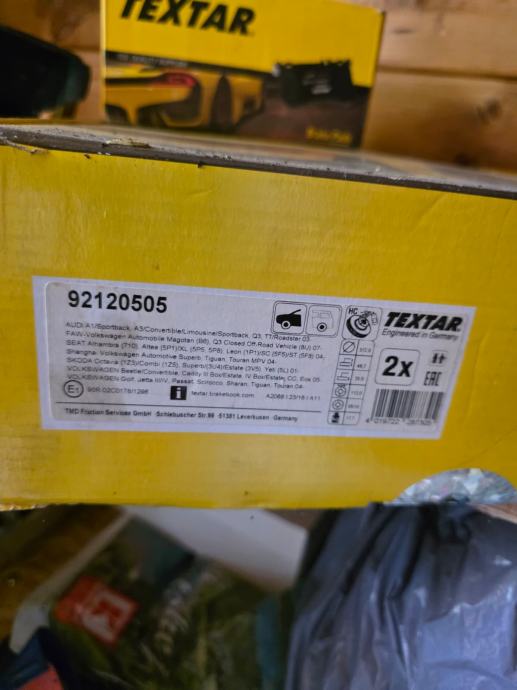 TEXTAR
92120505
AUDI A1/Sportback, A3/Convertible/Limousine/Sportback, Q3, TT/Roadster 03-
FAW-Volkswagen Automobile Magotan (B6), Q3 Closed Off-Road Vehicle (8U) 07-
SEAT Alhambra (710), Altea (5P1)/XL (5P5, 5P8), Leon (1P1)/SC (5F5)/ST (5F8) 04-
Shanghai Volkswagen Automotive Superb, Tiguan, Touran MPV 04-
SKODA Octavia (1Z3)/Combi (1Z5), Superb/(3U4)/Estate (3V5), Yeti (5L) 01-
VOLKSWAGEN Beetle/Convertible, Caddy III Box/Estate, IV Box/Estate, CC, Eos 05-
VOLKSWAGEN Golf, Jetta III/IV, Passat, Scirocco, Sharan, Tiguan, Touran 04-
E1
i textar.brakebook.com
TMD Friction Services GmbH · Schlebuscher Str.99 · 51381 Leverkusen · Germany
HC
TEXTAR
Engineered in Germany
2x
EAC